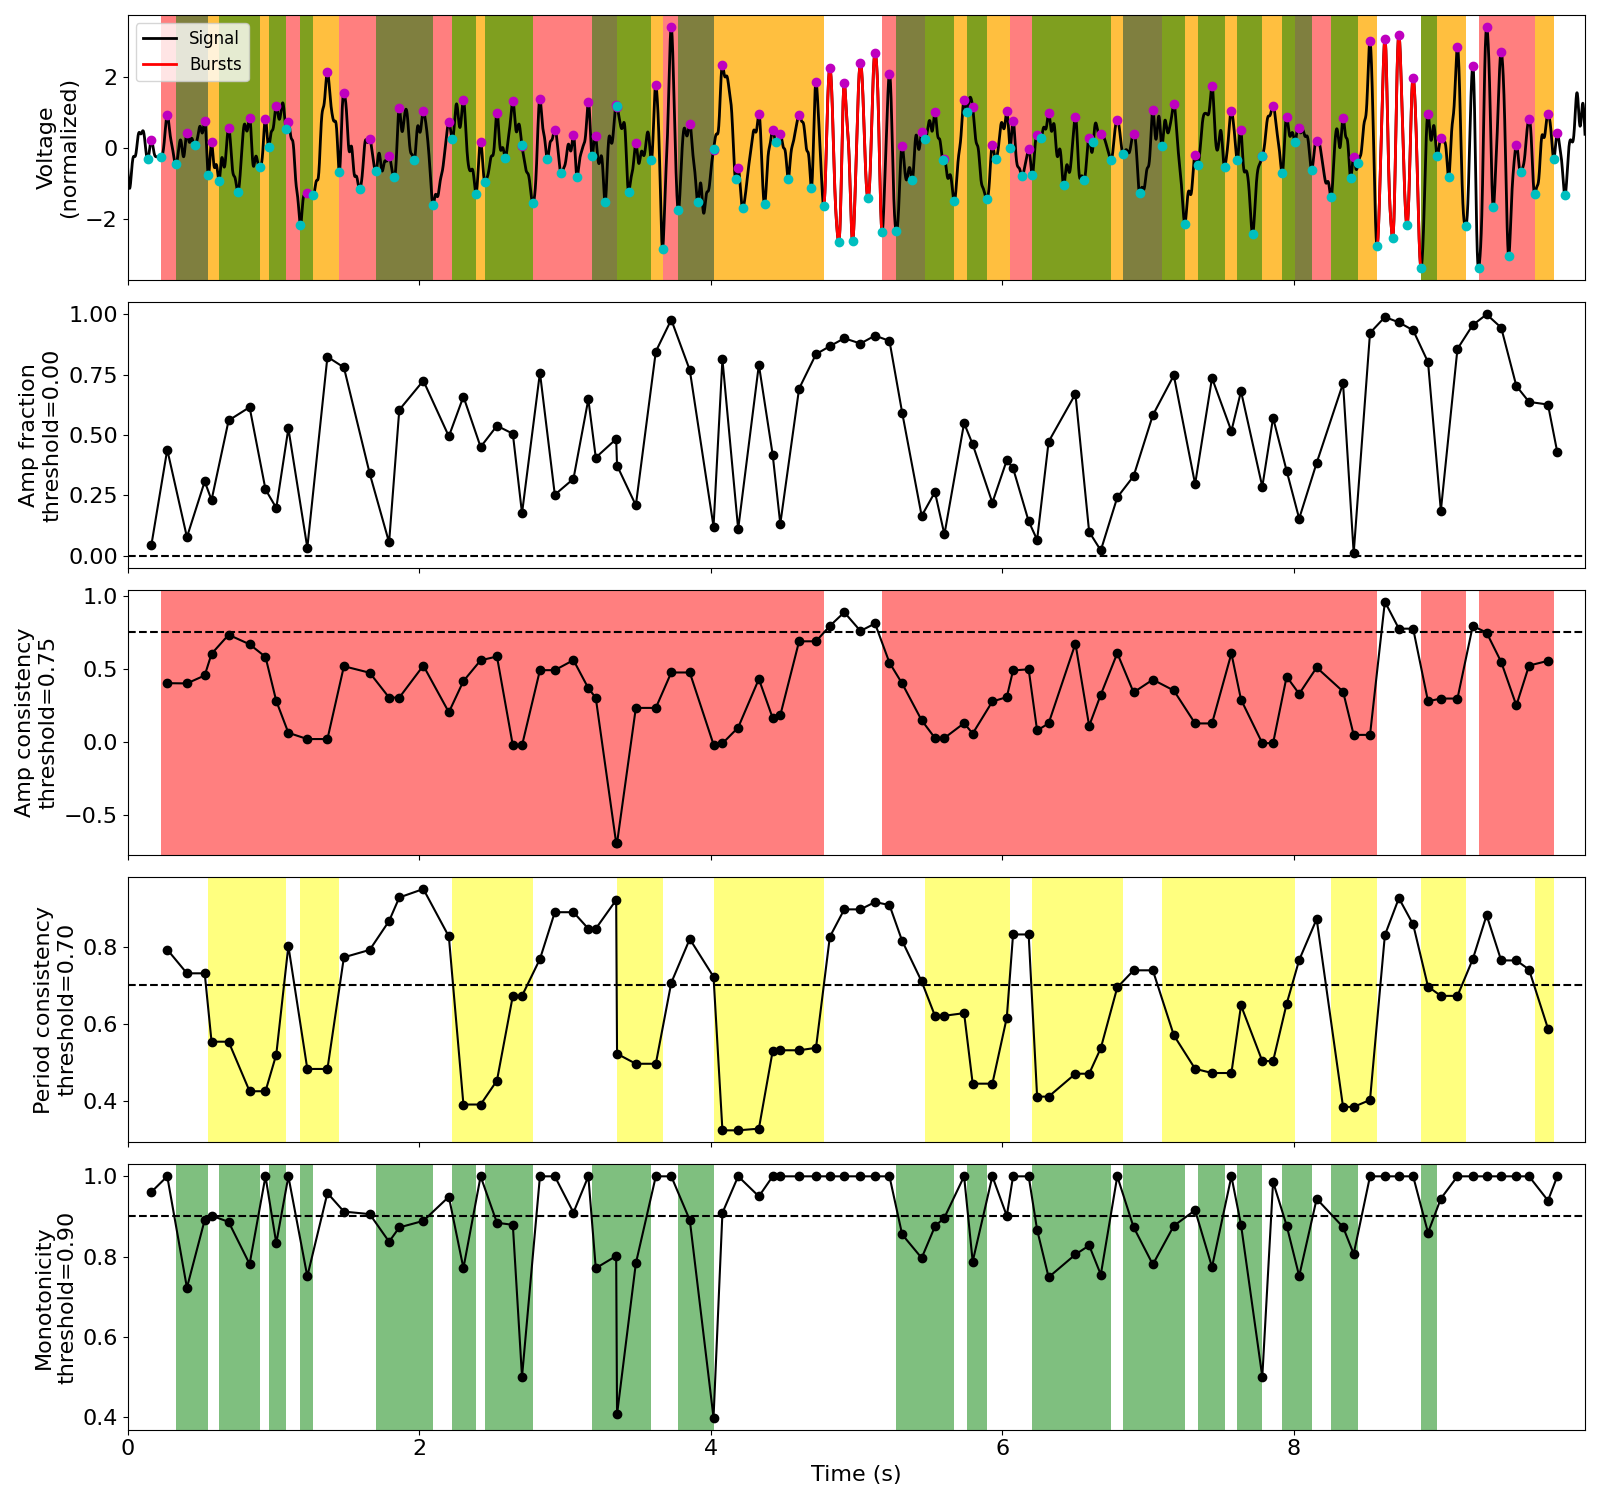 Voltage
(normalized)
Signal
Bursts
2
0
−2
Amp fraction
threshold=0.00
1.00
0.75
0.50
0.25
0.00
Amp consistency
threshold=0.75
1.0
0.5
0.0
−0.5
Period consistency
threshold=0.70
0.8
0.6
0.4
Monotonicity
threshold=0.90
1.0
0.8
0.6
0.4
0 2 4 6 8
Time (s)